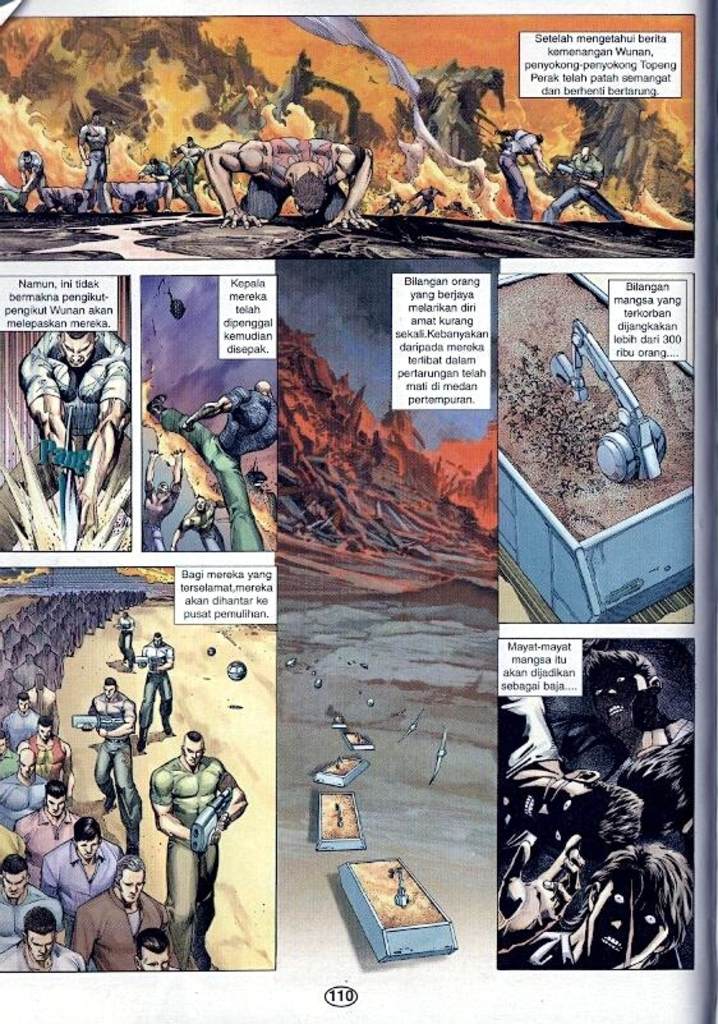 Setelah mengetahui berita
kemenangan Wunan,
penyokong-penyokong Topeng
Perak telah patah semangat
dan berhenti bertarung.
Namun, ini tidak
bermakna pengikut-
pengikut Wunan akan
melepaskan mereka.
Kepala
mereka
telah
dipenggal
kemudian
disepak.
Bilangan orang
yang berjaya
melarikan diri
amat kurang
sekali.Kebanyakan
daripada mereka
terlibat dalam
pertarungan telah
mati di medan
pertempuran.
Bilangan
mangsa yang
terkorban
dijangkakan
lebih dari 300
ribu orang....
Bagi mereka yang
terselamat,mereka
akan dihantar ke
pusat pemulihan.
Mayat-mayat
mangsa itu
akan dijadikan
sebagai baja....
110